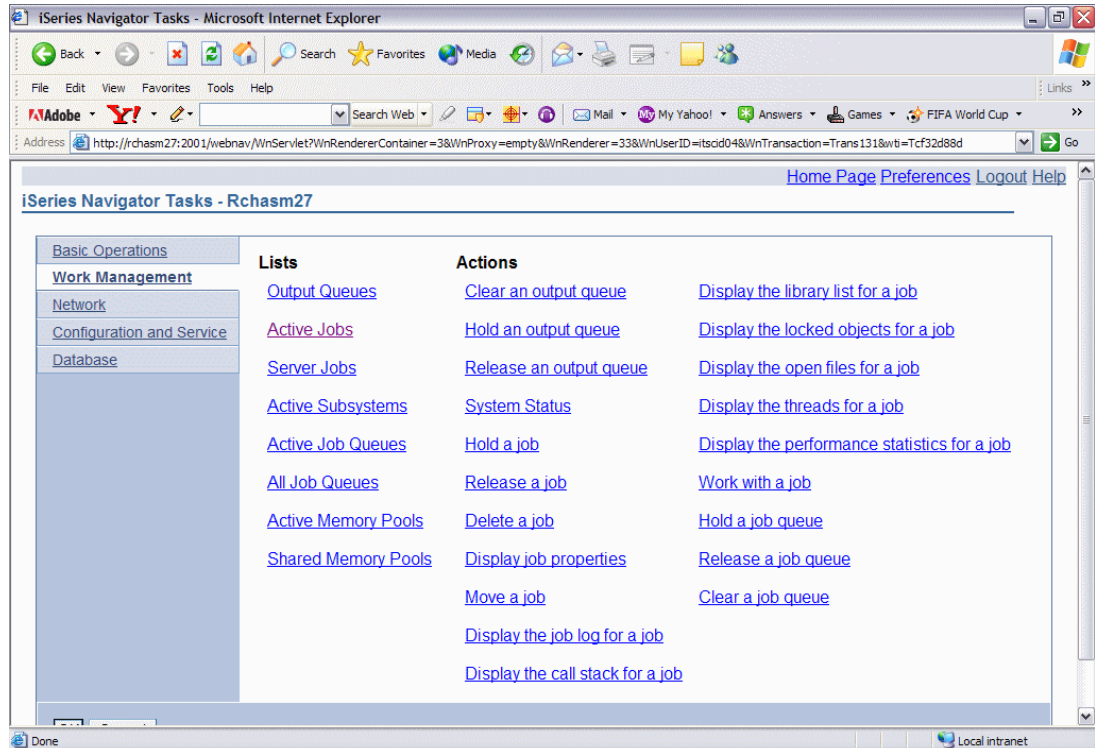 iSeries Navigator Tasks - Microsoft Internet Explorer
Back Search Favorites Media
File Edit View Favorites Tools Help Links »
Adobe Y! Search Web Mail My My Yahoo! Answers Games FIFA World Cup »
Address http://rchasm27:2001/webnav/WnServlet?WnRendererContainer=3&WnProxy=empty&WnRenderer=33&WnUserID=itscid04&WnTransaction=Trans131&wti=Tcf32d88d Go
Home Page Preferences Logout Help
iSeries Navigator Tasks - Rchasm27
Basic Operations
Work Management
Network
Configuration and Service
Database
Lists
Output Queues
Active Jobs
Server Jobs
Active Subsystems
Active Job Queues
All Job Queues
Active Memory Pools
Shared Memory Pools
Actions
Clear an output queue
Hold an output queue
Release an output queue
System Status
Hold a job
Release a job
Delete a job
Display job properties
Move a job
Display the job log for a job
Display the call stack for a job
Display the library list for a job
Display the locked objects for a job
Display the open files for a job
Display the threads for a job
Display the performance statistics for a job
Work with a job
Hold a job queue
Release a job queue
Clear a job queue
Done Local intranet